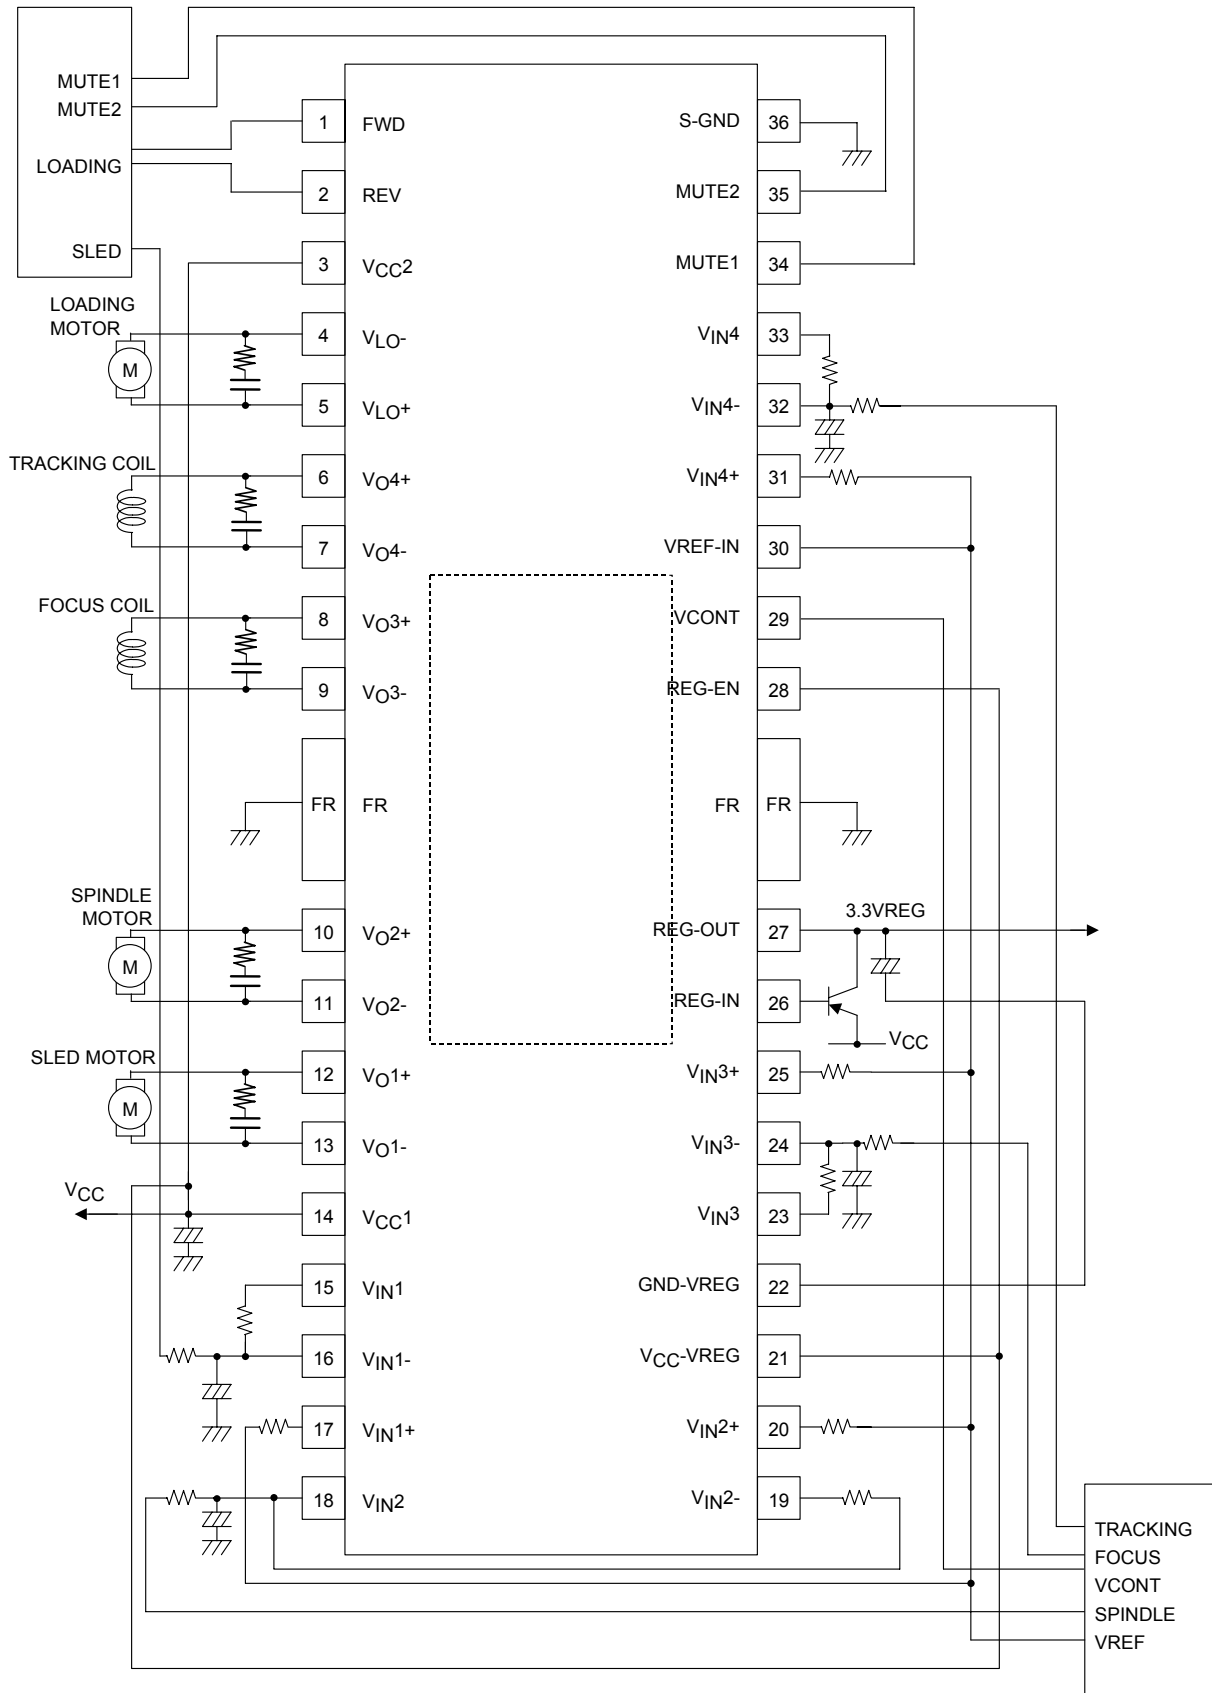 MUTE1
MUTE2
LOADING
SLED
LOADING
MOTOR
M
TRACKING COIL
FOCUS COIL
SPINDLE
MOTOR
M
SLED MOTOR
M
VCC
1 FWD
2 REV
3 VCC2
4 VLO-
5 VLO+
6 VO4+
7 VO4-
8 VO3+
9 VO3-
FR FR
10 VO2+
11 VO2-
12 VO1+
13 VO1-
14 VCC1
15 VIN1
16 VIN1-
17 VIN1+
18 VIN2
S-GND 36
MUTE2 35
MUTE1 34
VIN4 33
VIN4- 32
VIN4+ 31
VREF-IN 30
VCONT 29
REG-EN 28
FR FR
REG-OUT 27
REG-IN 26
VIN3+ 25
VIN3- 24
VIN3 23
GND-VREG 22
VCC-VREG 21
VIN2+ 20
VIN2- 19
3.3VREG
VCC
TRACKING
FOCUS
VCONT
SPINDLE
VREF